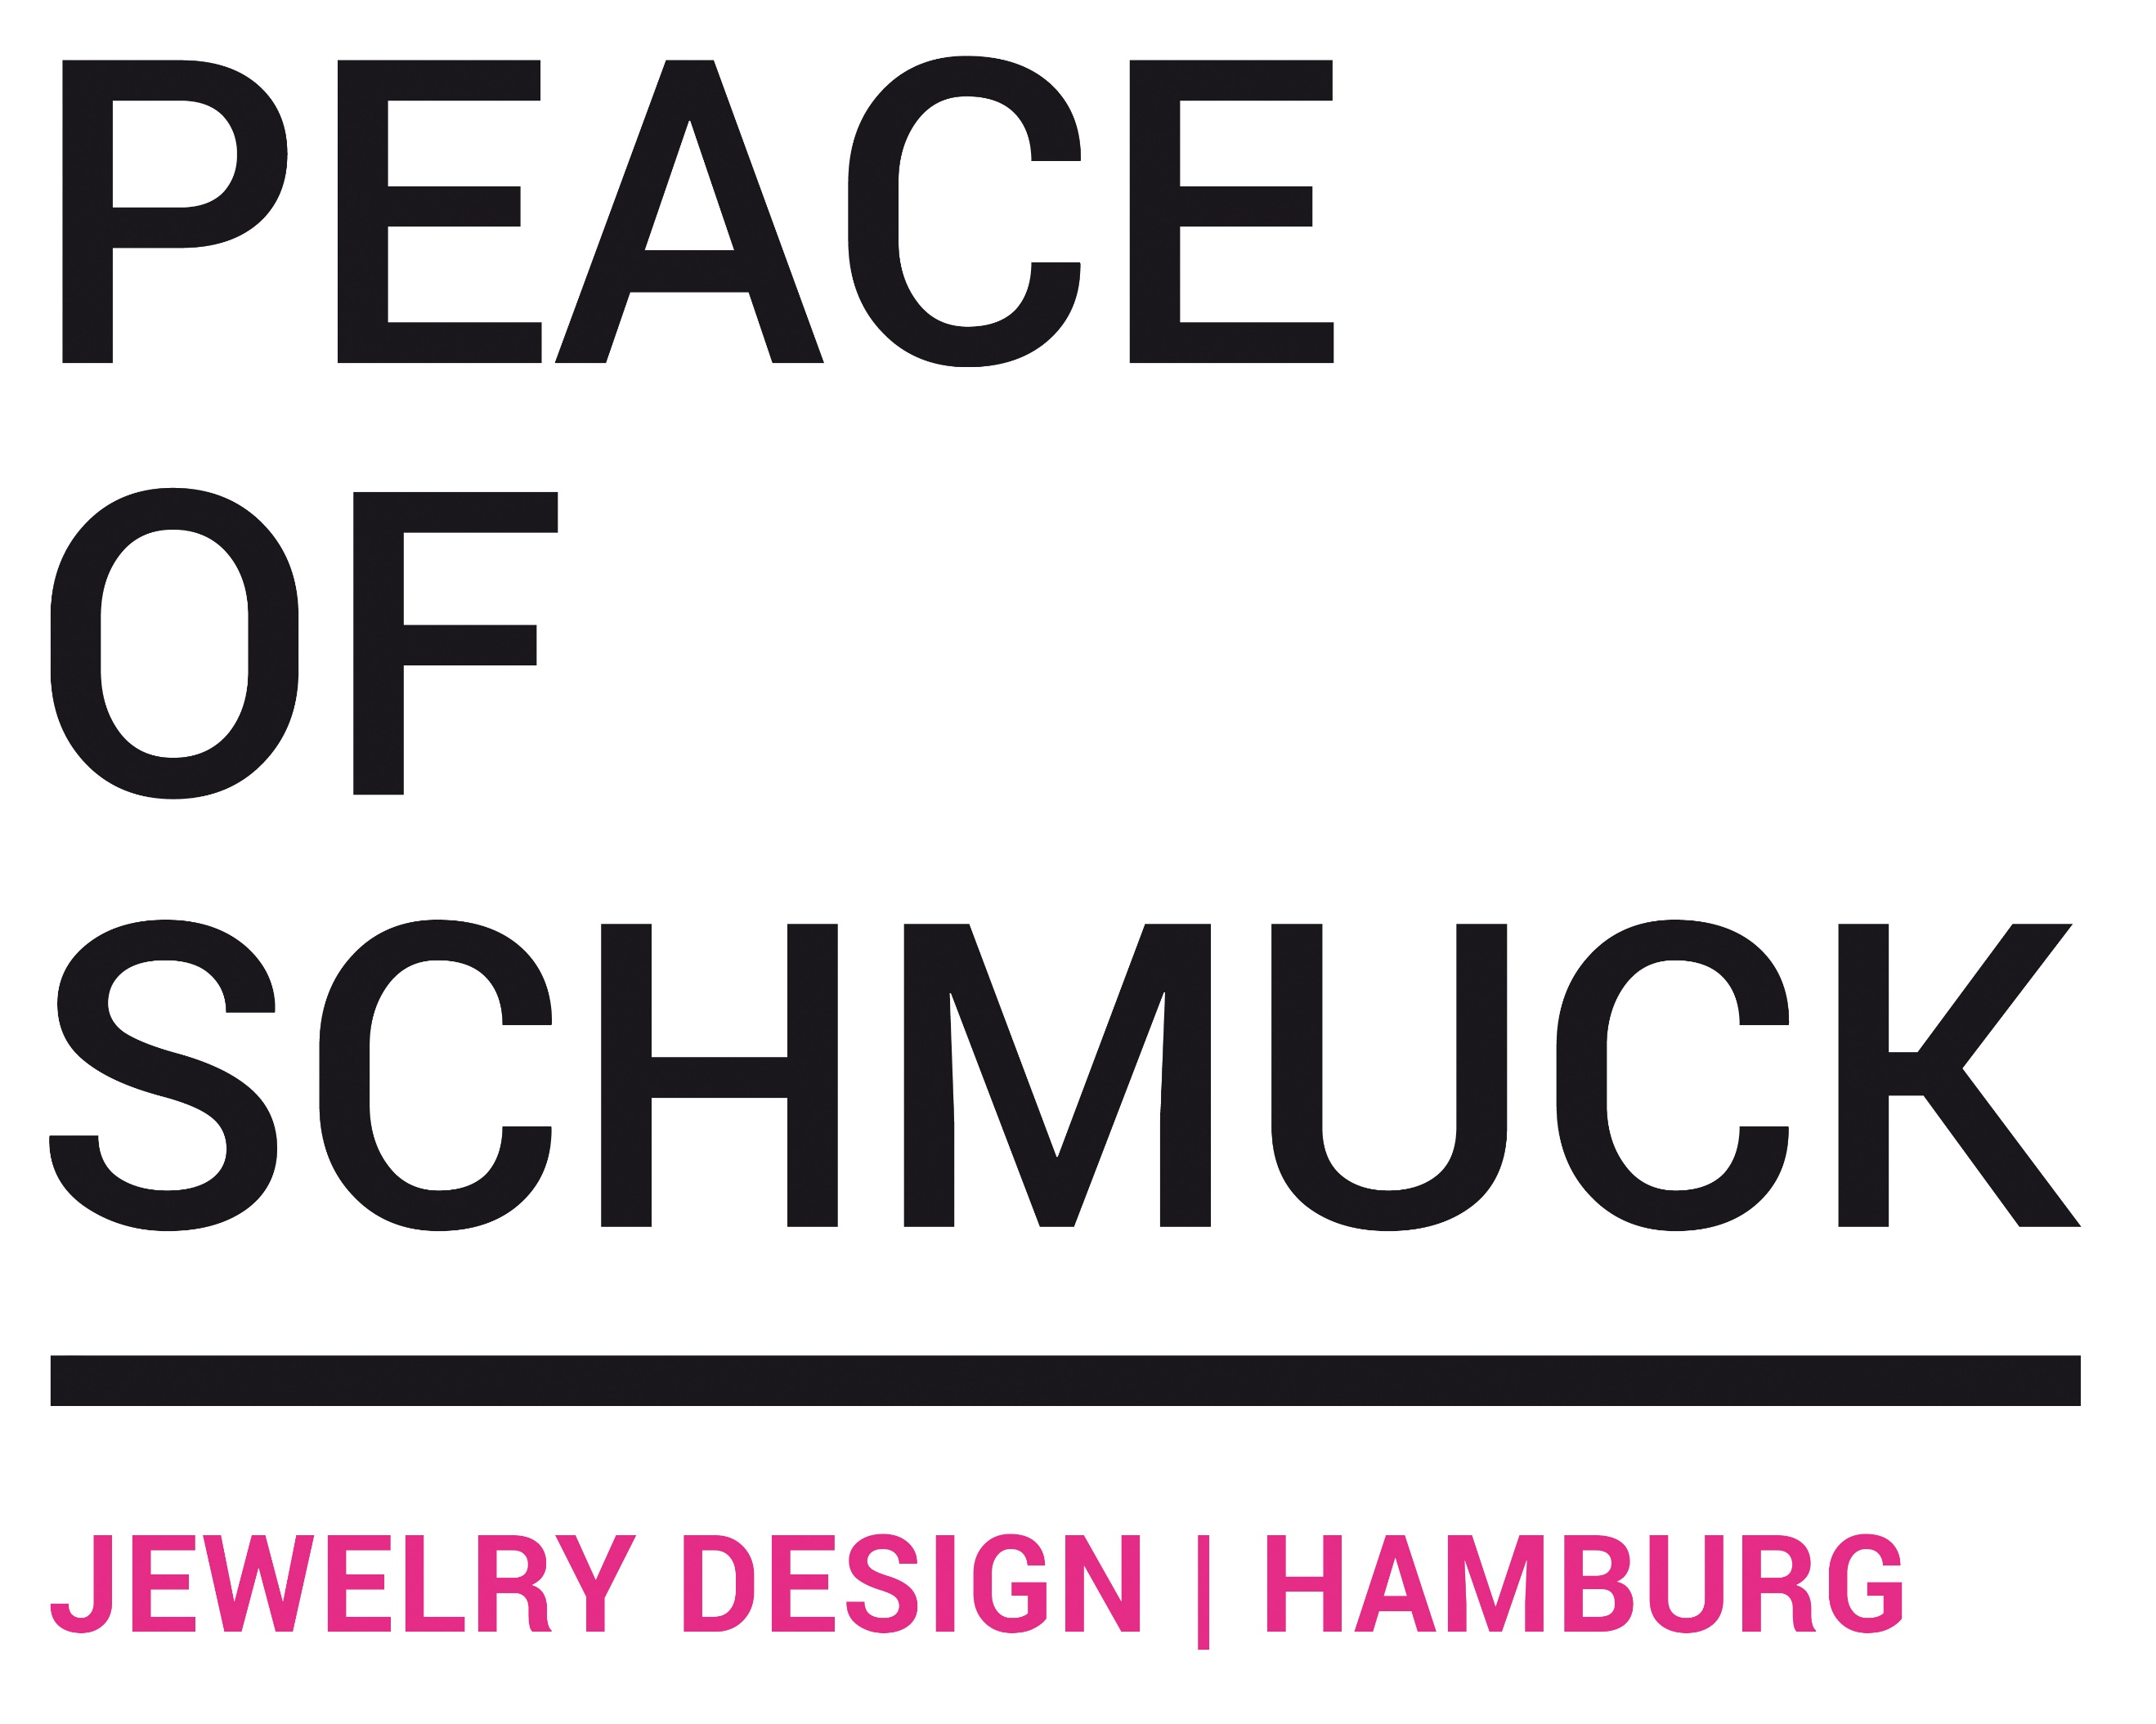 PEACE
OF
SCHMUCK
JEWELRY DESIGN | HAMBURG